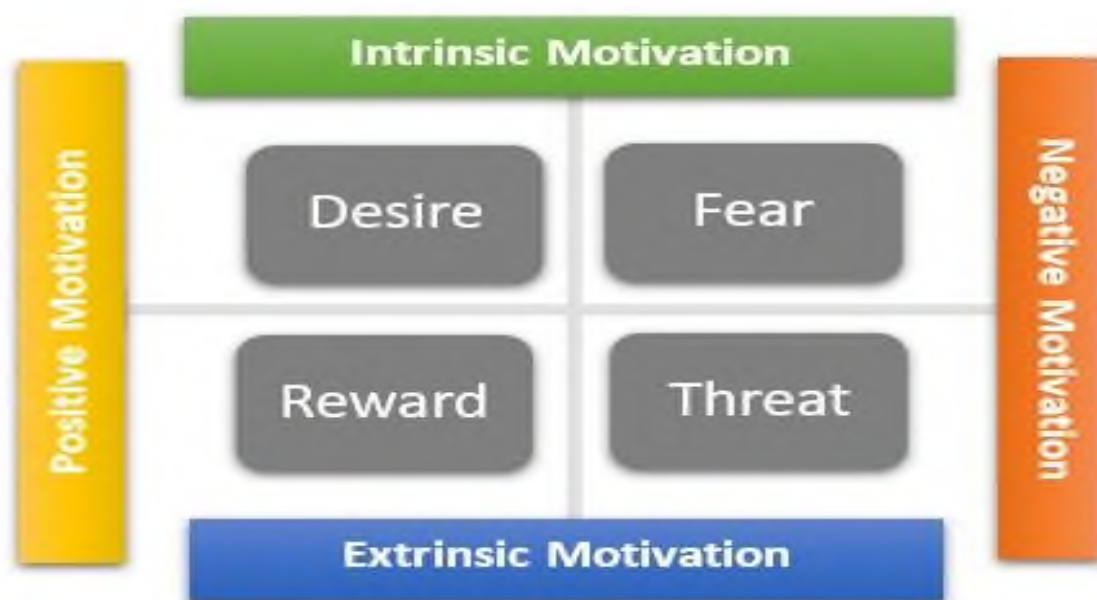 Intrinsic Motivation
Positive Motivation
Desire
Fear
Negative Motivation
Reward
Threat
Extrinsic Motivation